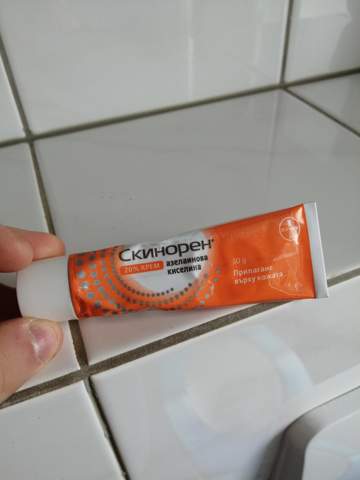 Скинорен®
20% КРЕМ азелаинова
киселина
30 g
Прилагане
върху кожата